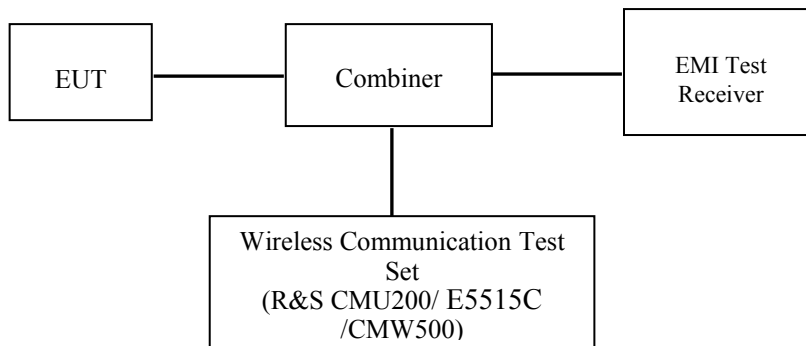 EUT
Combiner
EMI Test
Receiver
Wireless Communication Test
Set
(R&S CMU200/ E5515C
/CMW500)